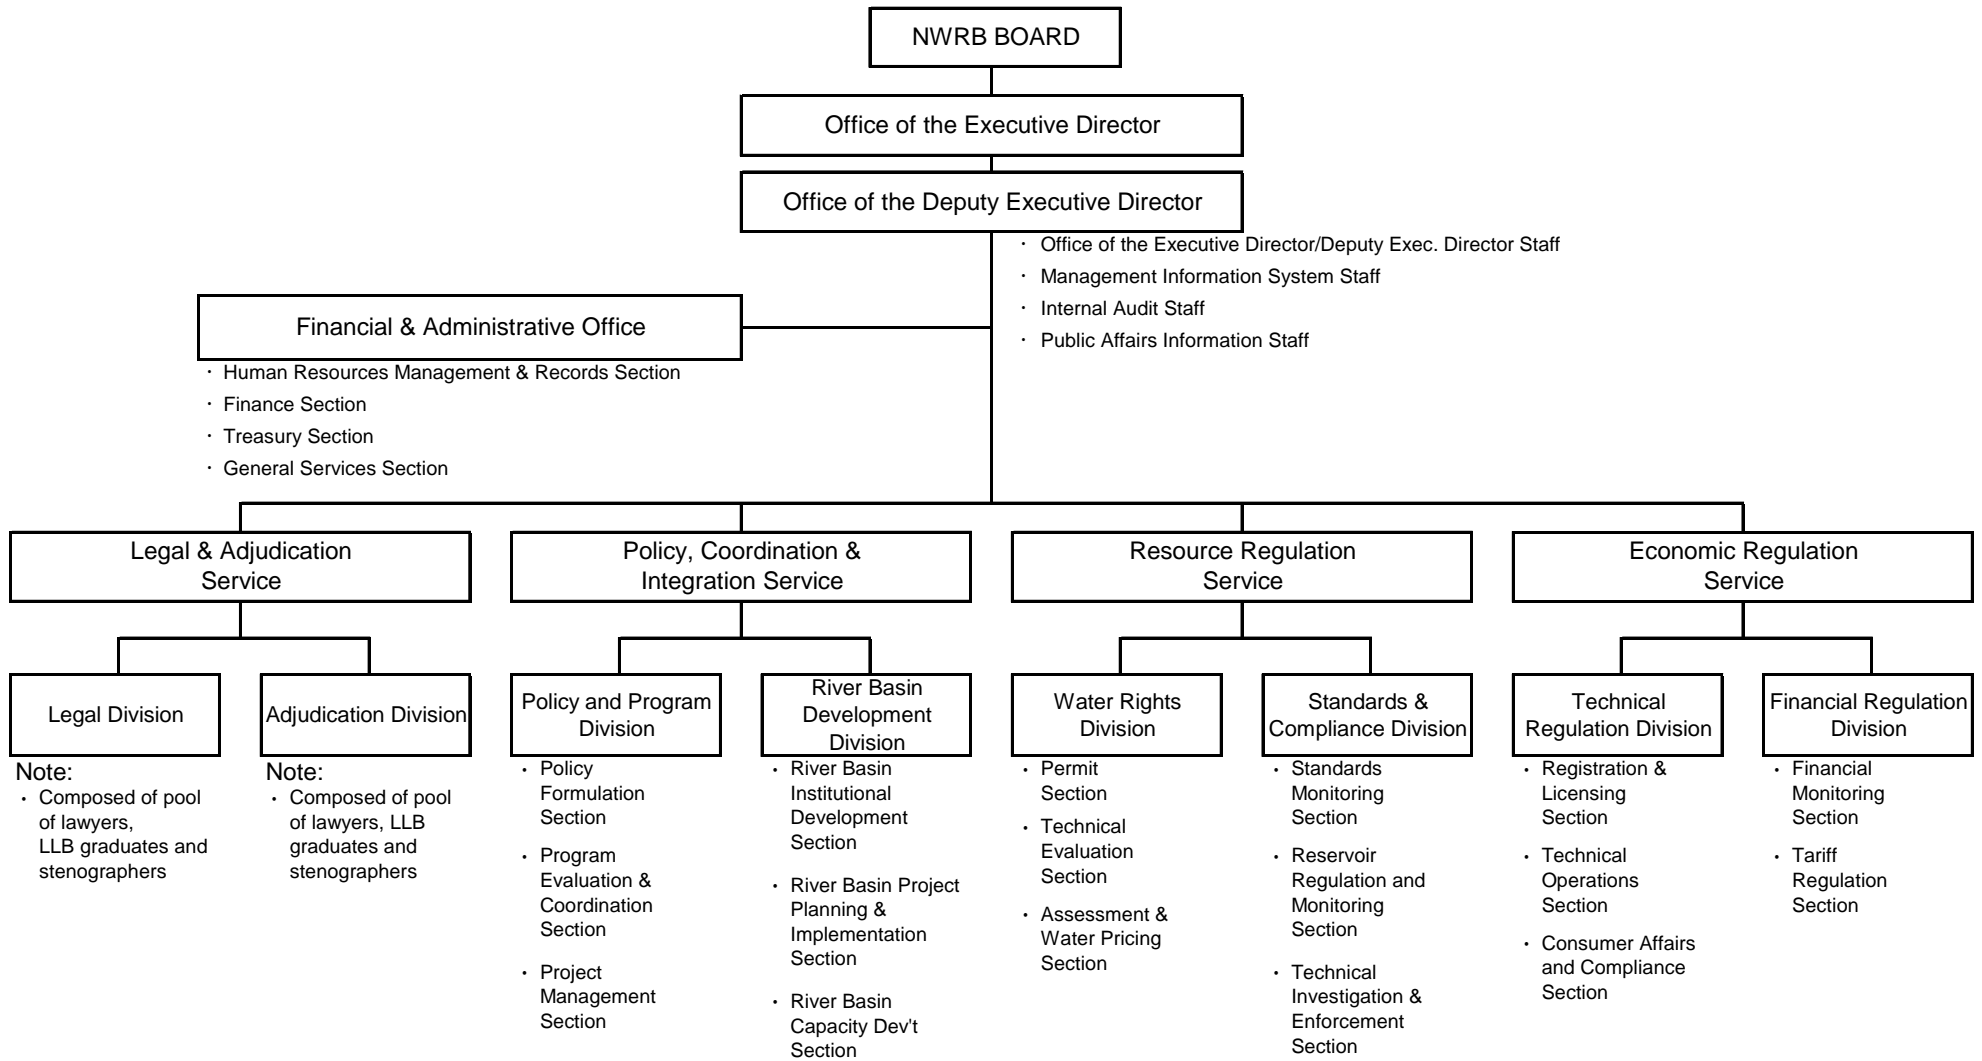 NWRB BOARD
Office of the Executive Director
Office of the Deputy Executive Director
· Office of the Executive Director/Deputy Exec. Director Staff
· Management Information System Staff
· Internal Audit Staff
· Public Affairs Information Staff
Financial & Administrative Office
· Human Resources Management & Records Section
· Finance Section
· Treasury Section
· General Services Section
Legal & Adjudication
Service
Policy, Coordination &
Integration Service
Resource Regulation
Service
Economic Regulation
Service
Legal Division
Note:
· Composed of pool
of lawyers,
LLB graduates and
stenographers
Adjudication Division
Note:
· Composed of pool
of lawyers, LLB
graduates and
stenographers
Policy and Program
Division
· Policy
Formulation
Section
· Program
Evaluation &
Coordination
Section
· Project
Management
Section
River Basin
Development
Division
· River Basin
Institutional
Development
Section
· River Basin Project
Planning &
Implementation
Section
· River Basin
Capacity Dev't
Section
Water Rights
Division
· Permit
Section
· Technical
Evaluation
Section
· Assessment &
Water Pricing
Section
Standards &
Compliance Division
· Standards
Monitoring
Section
· Reservoir
Regulation and
Monitoring
Section
· Technical
Investigation &
Enforcement
Section
Technical
Regulation Division
· Registration &
Licensing
Section
· Technical
Operations
Section
· Consumer Affairs
and Compliance
Section
Financial Regulation
Division
· Financial
Monitoring
Section
· Tariff
Regulation
Section